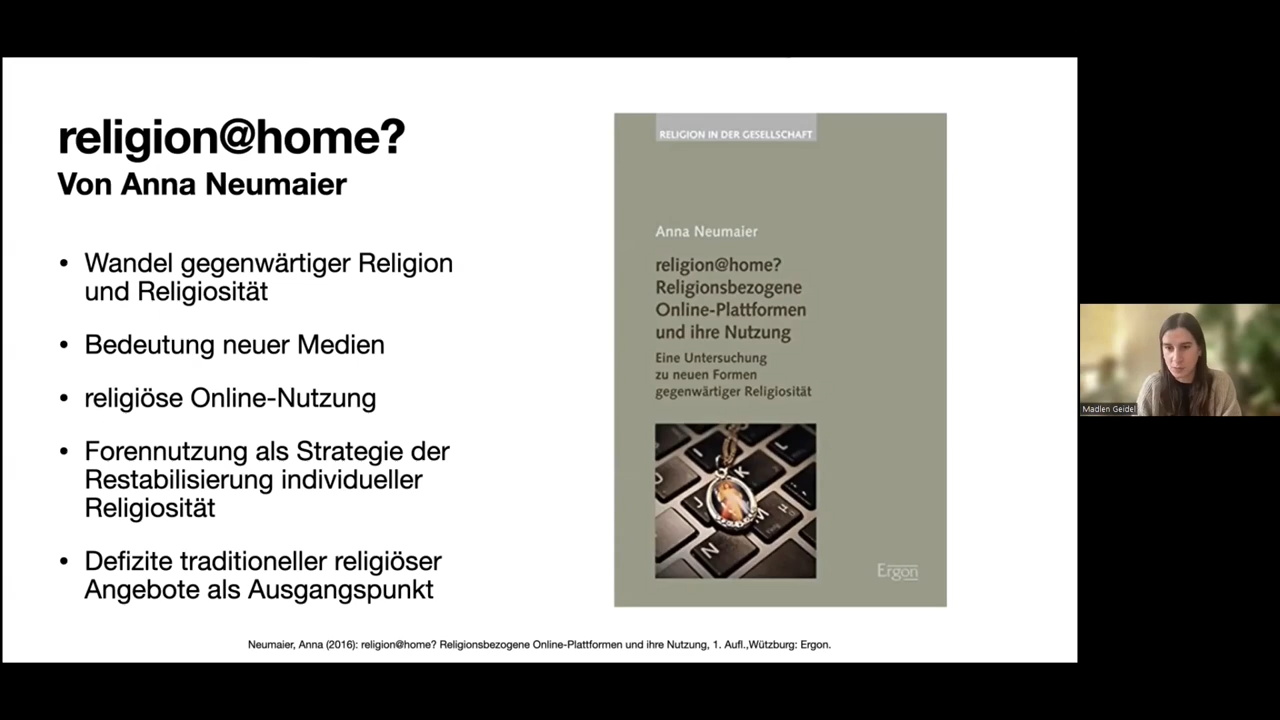 religion@home?
Von Anna Neumaier
• Wandel gegenwärtiger Religion
und Religiosität
• Bedeutung neuer Medien
• religiöse Online-Nutzung
• Forennutzung als Strategie der
Restabilisierung individueller
Religiosität
• Defizite traditioneller religiöser
Angebote als Ausgangspunkt
RELIGION IN DER GESELLSCHAFT
Anna Neumaier
religion@home?
Religionsbezogene
Online-Plattformen
und ihre Nutzung
Eine Untersuchung
zu neuen Formen
gegenwärtiger Religiosität
K
J
M
N
H
Ergon
Neumaier, Anna (2016): religion@home? Religionsbezogene Online-Plattformen und ihre Nutzung, 1. Aufl.,Wützburg: Ergon.
Madlen Geidel